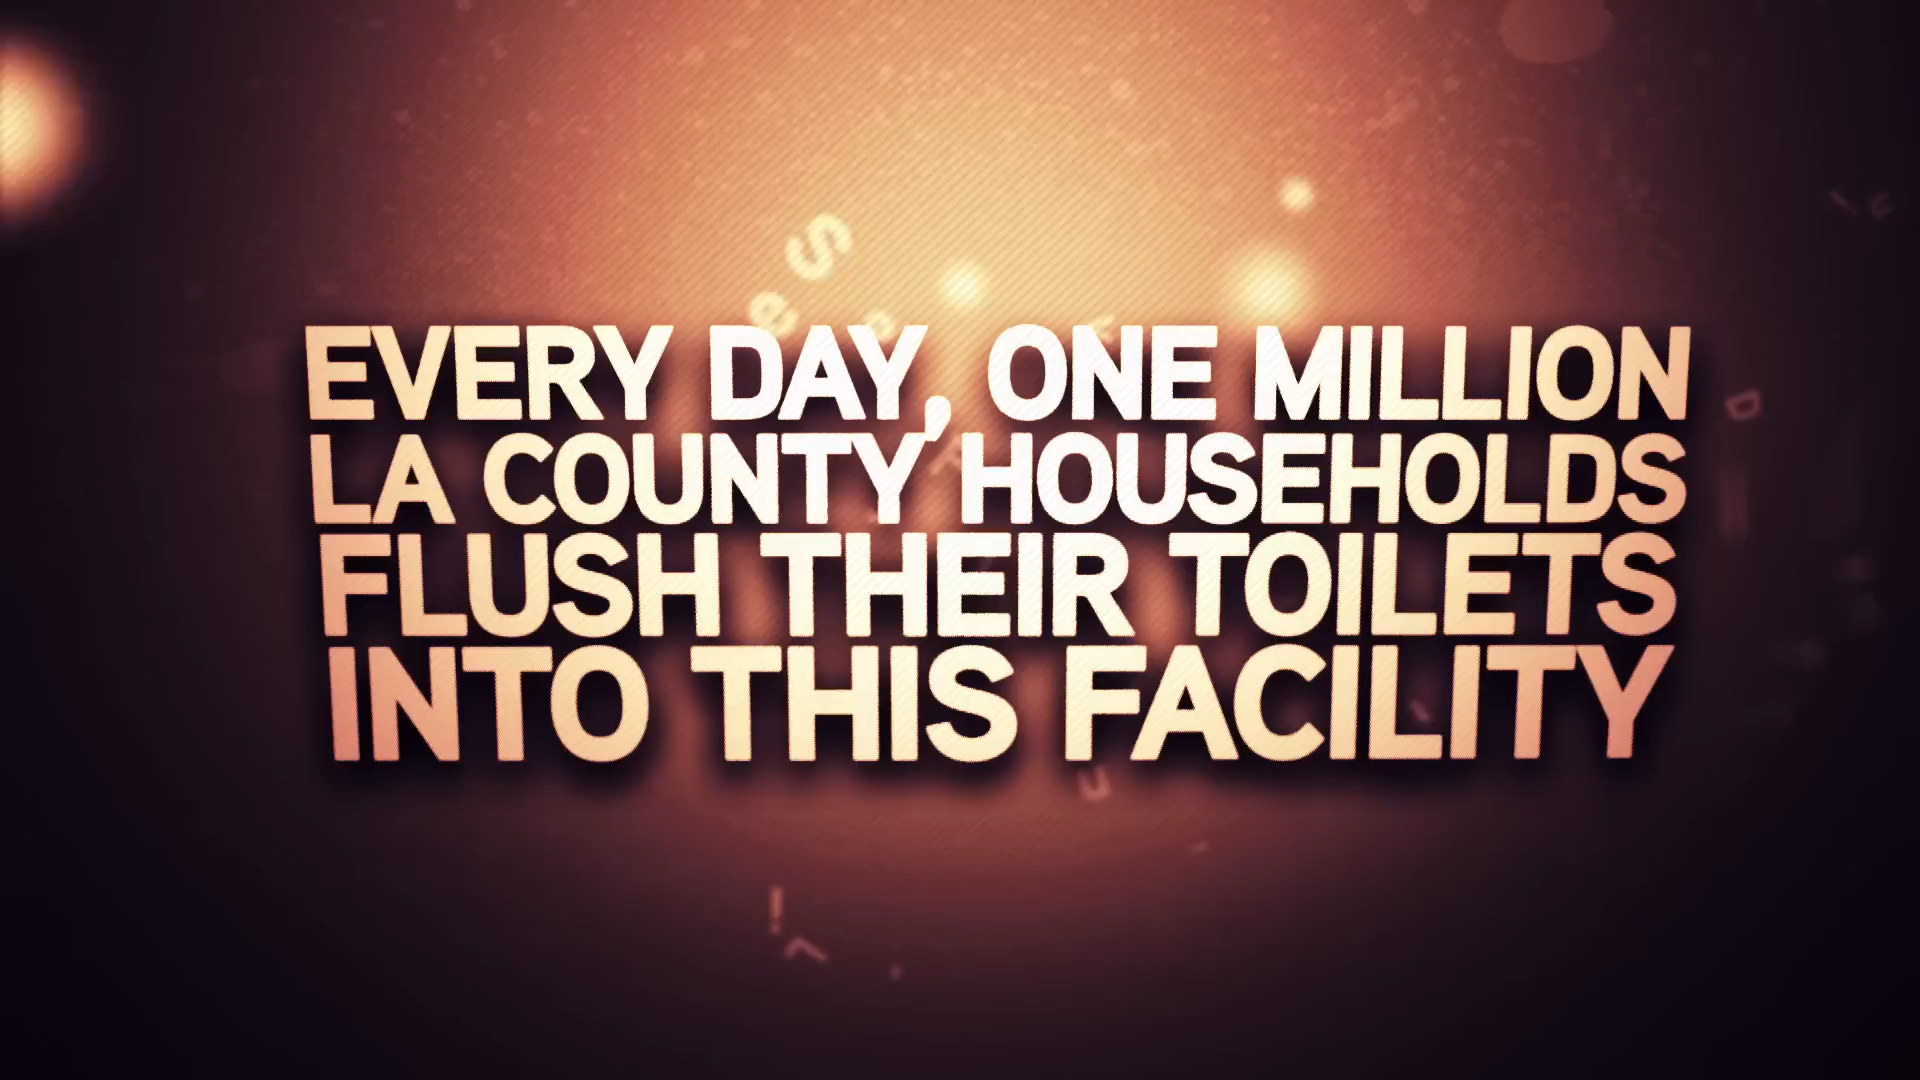 EVERY DAY, ONE MILLION
LA COUNTY HOUSEHOLDS
FLUSH THEIR TOILETS
INTO THIS FACILITY